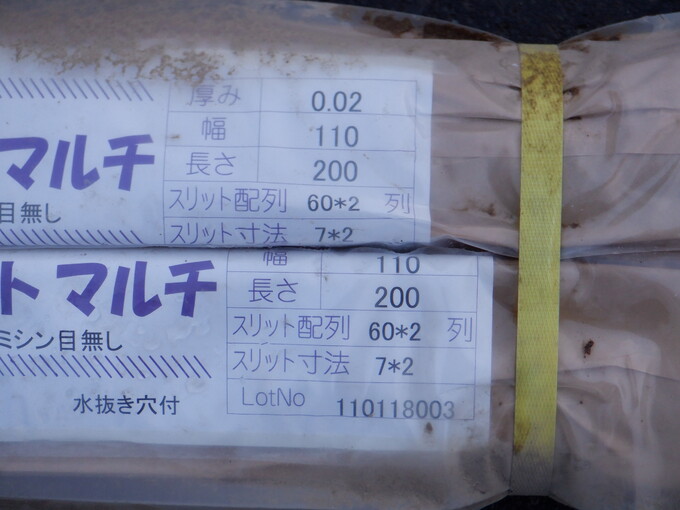 厚み 0.02
幅 110
マルチ
長さ 200
スリット配列 60*2 列
目無し
スリット寸法 7*2
幅 110
ト マルチ
長さ 200
スリット配列 60*2 列
ミシン目無し
スリット寸法 7*2
水抜き穴付
LotNo 110118003